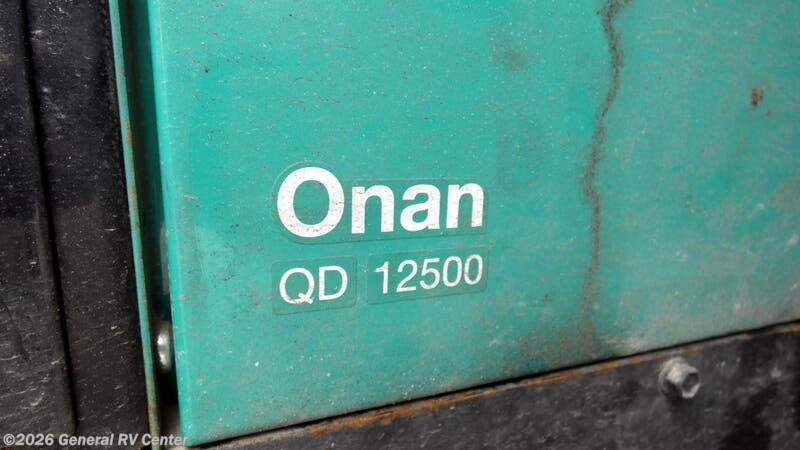 Onan
QD 12500
©2026 General RV Center